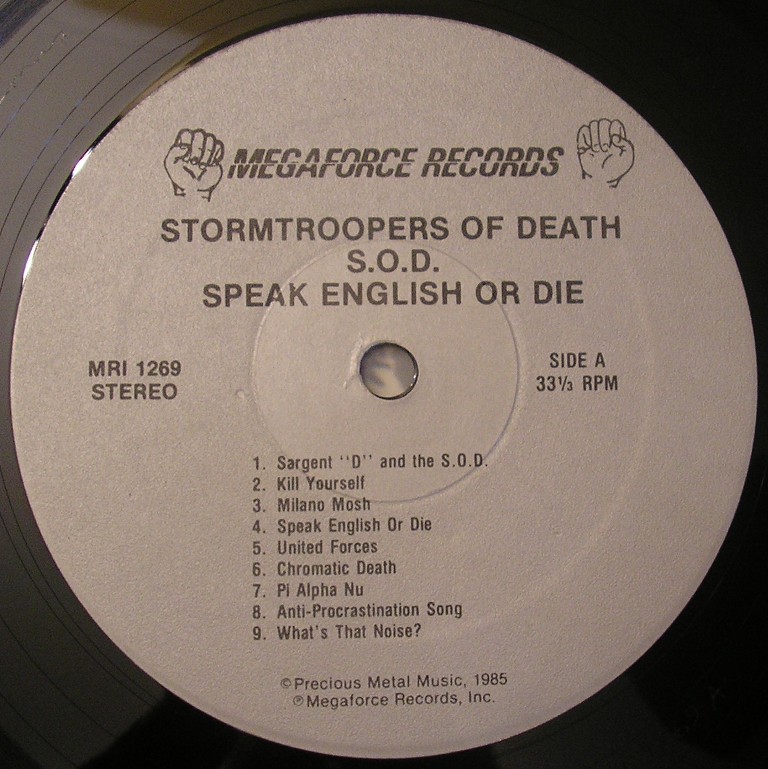 MEGAFORCE RECORDS
STORMTROOPERS OF DEATH
S.O.D.
SPEAK ENGLISH OR DIE
MRI 1269
STEREO
SIDE A
33⅓ RPM
1. Sargent "D" and the S.O.D.
2. Kill Yourself
3. Milano Mosh
4. Speak English Or Die
5. United Forces
6. Chromatic Death
7. Pi Alpha Nu
8. Anti-Procrastination Song
9. What's That Noise?
©Precious Metal Music, 1985
℗Megaforce Records, Inc.